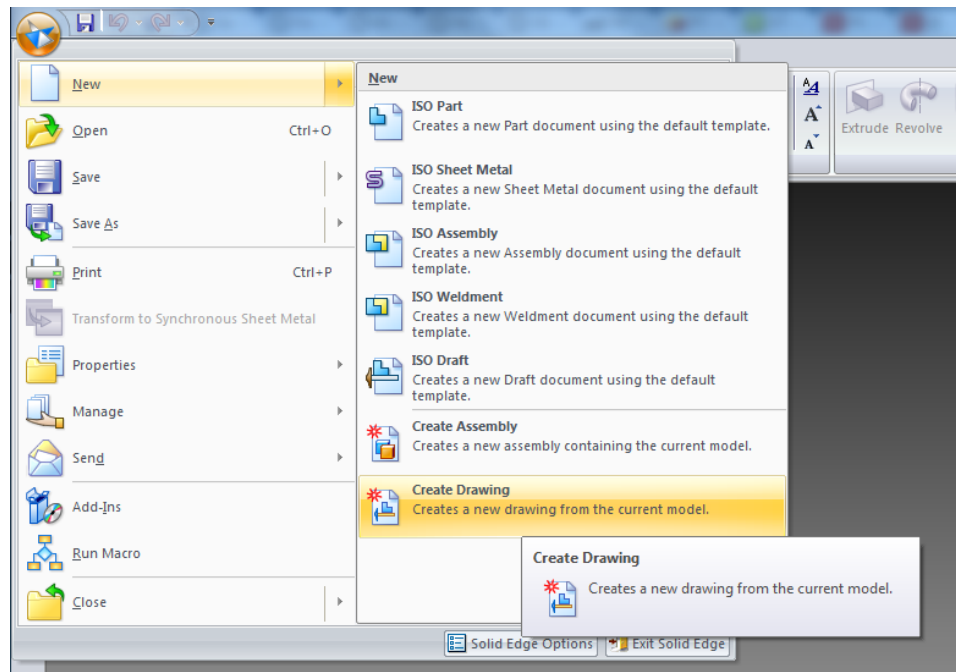 New
Open Ctrl+O
Save
Save As
Print Ctrl+P
Transform to Synchronous Sheet Metal
Properties
Manage
Send
Add-Ins
Run Macro
Close
New
ISO Part
Creates a new Part document using the default template.
ISO Sheet Metal
Creates a new Sheet Metal document using the default
template.
ISO Assembly
Creates a new Assembly document using the default
template.
ISO Weldment
Creates a new Weldment document using the default
template.
ISO Draft
Creates a new Draft document using the default
template.
Create Assembly
Creates a new assembly containing the current model.
Create Drawing
Creates a new drawing from the current model.
Create Drawing
Creates a new drawing from the current model.
Solid Edge Options Exit Solid Edge
A A
A
A
Extrude Revolve